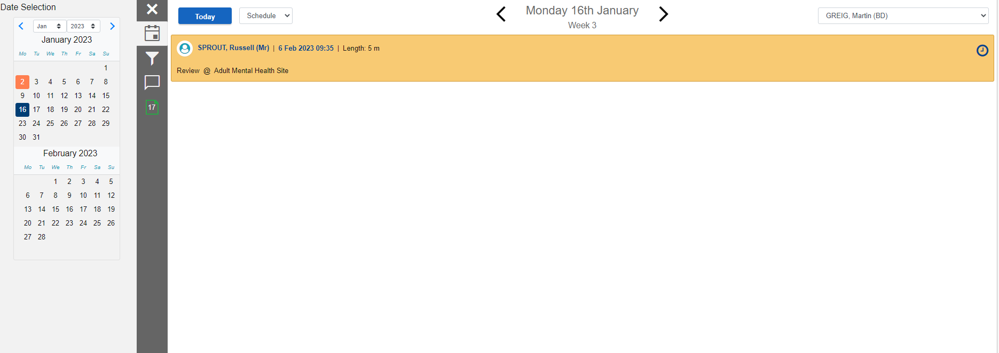 Date Selection
Jan 2023
January 2023
Mo Tu We Th Fr Sa Su
1
2 3 4 5 6 7 8
9 10 11 12 13 14 15
16 17 18 19 20 21 22
23 24 25 26 27 28 29
30 31
February 2023
Mo Tu We Th Fr Sa Su
1 2 3 4 5
6 7 8 9 10 11 12
13 14 15 16 17 18 19
20 21 22 23 24 25 26
27 28
17
Today
Schedule
Monday 16th January
Week 3
GREIG, Martin (BD)
SPROUT, Russell (Mr) | 6 Feb 2023 09:35 | Length: 5 m
Review @ Adult Mental Health Site